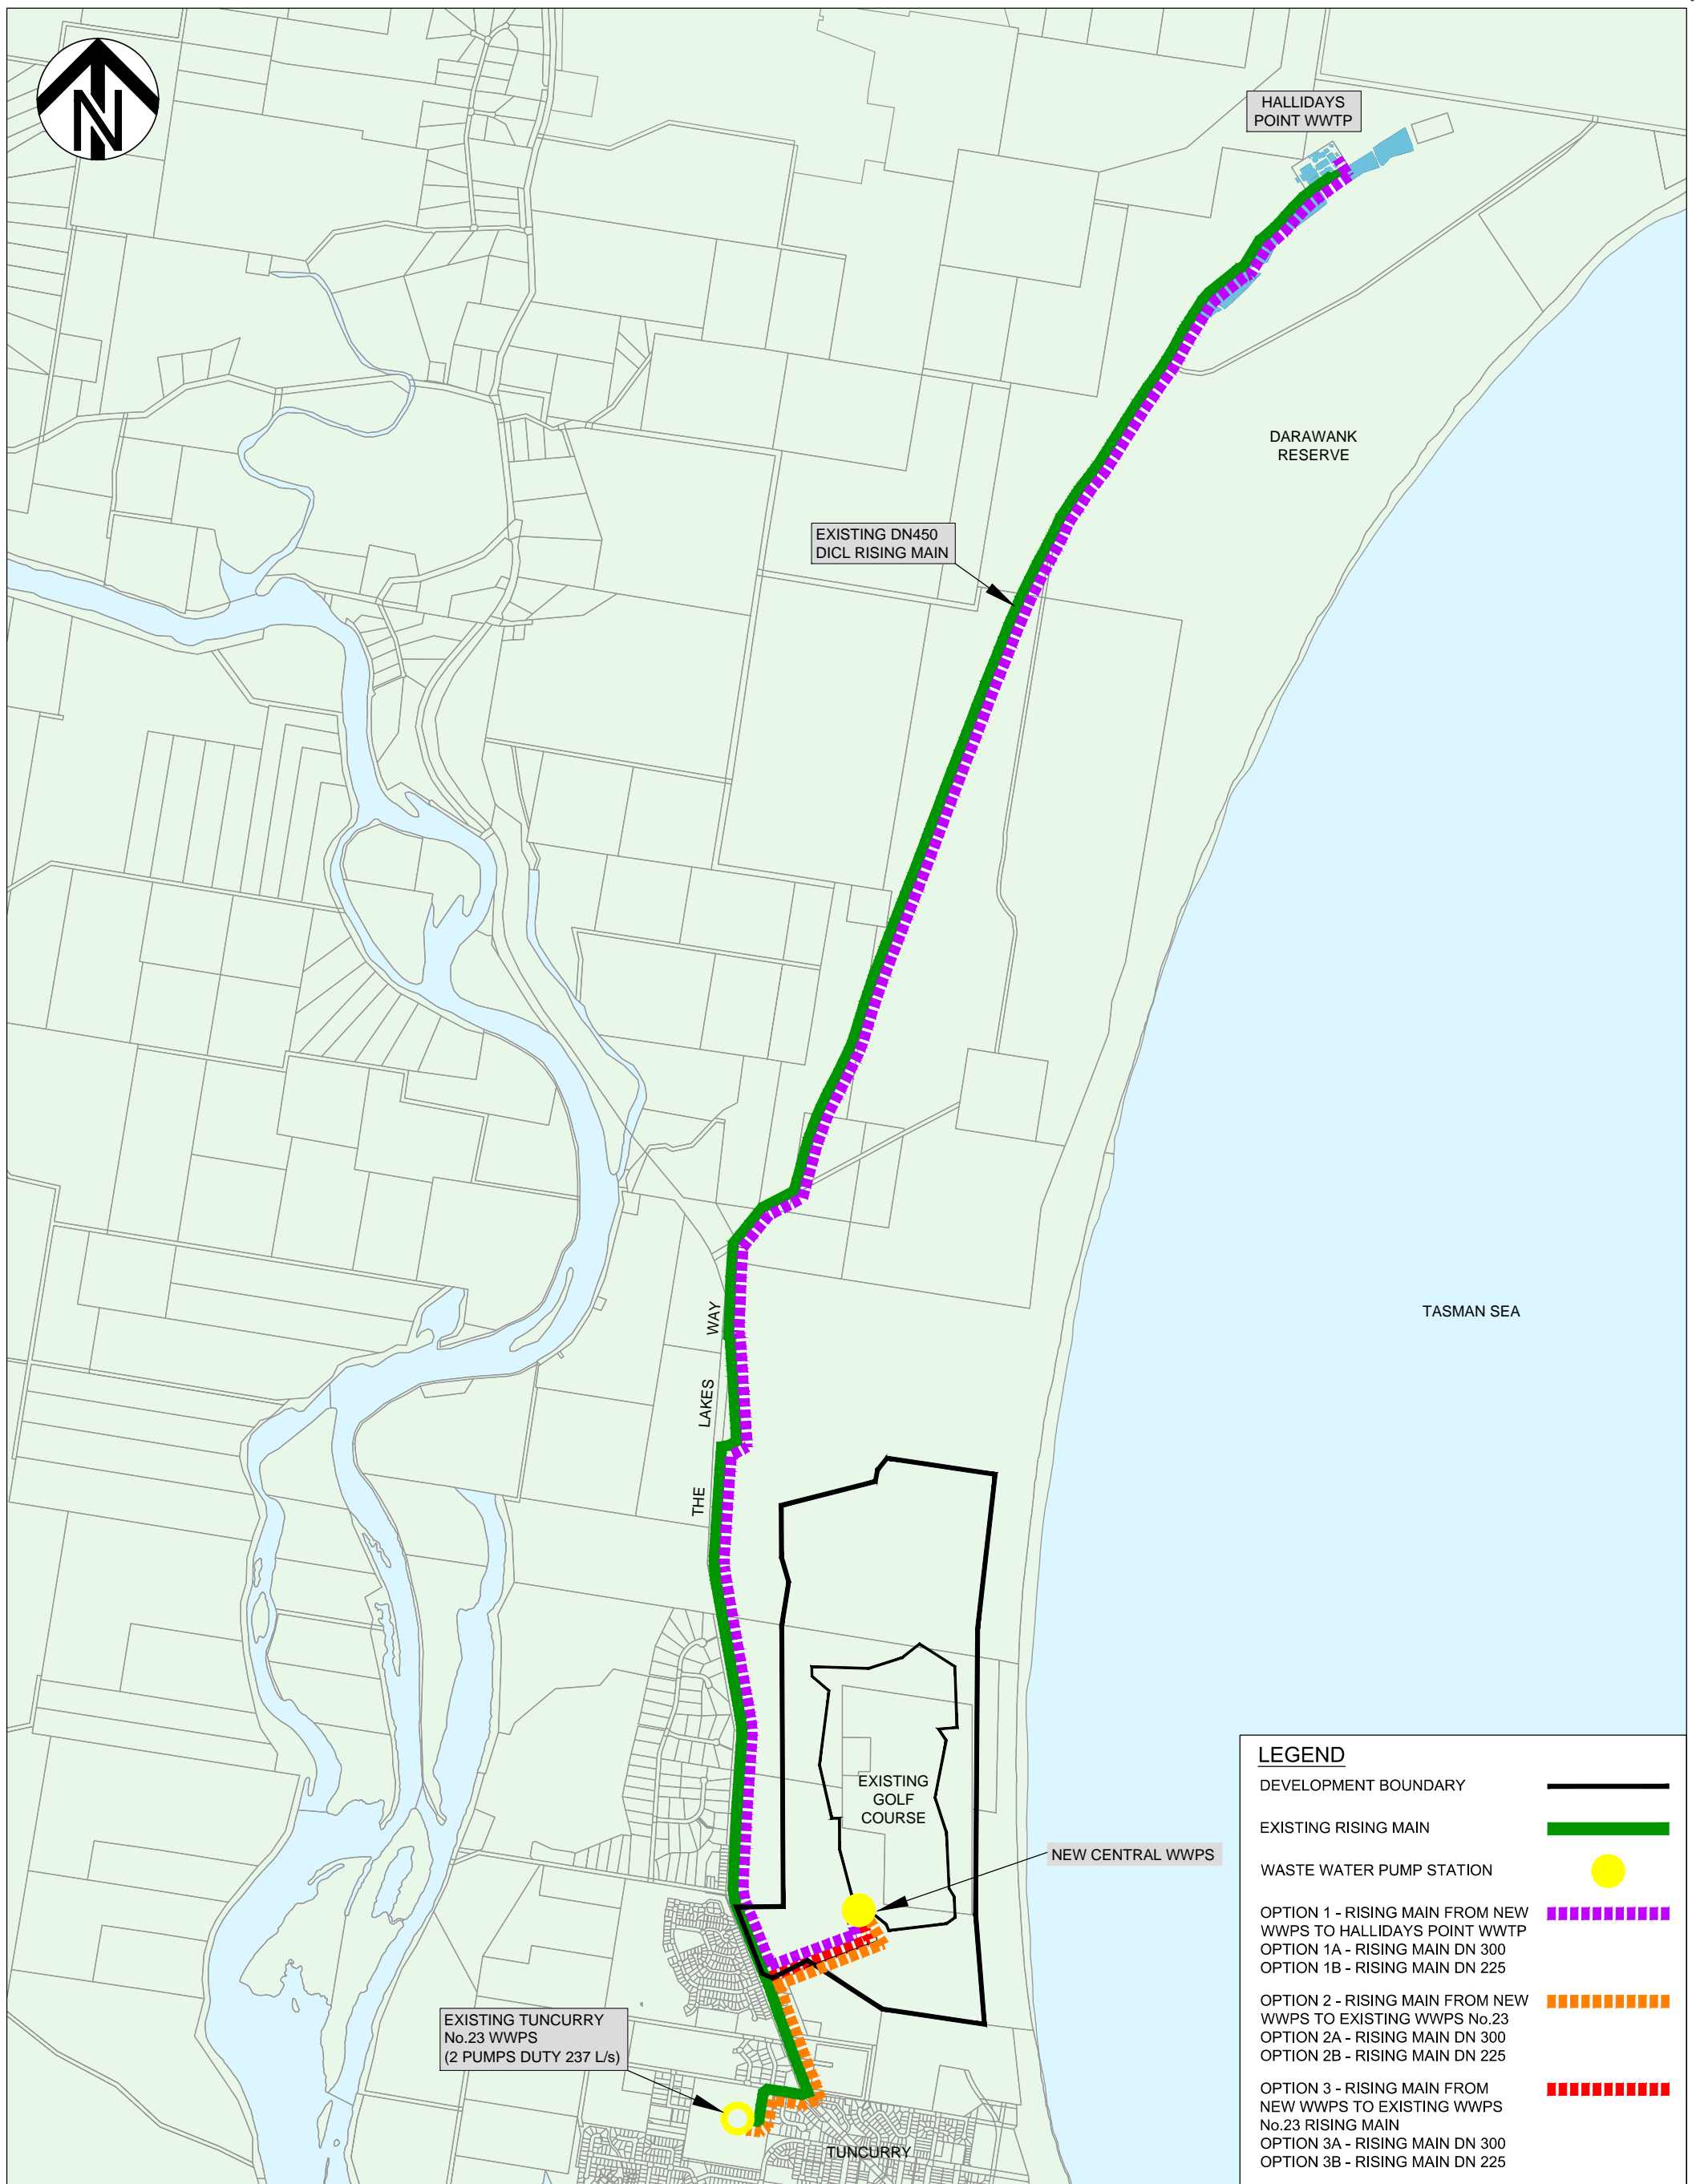 N
HALLIDAYS
POINT WWTP
DARAWANK
RESERVE
EXISTING DN450
DICL RISING MAIN
TASMAN SEA
THE LAKES WAY
EXISTING
GOLF
COURSE
NEW CENTRAL WWPS
EXISTING TUNCURRY
No.23 WWPS
(2 PUMPS DUTY 237 L/s)
TUNCURRY
LEGEND
DEVELOPMENT BOUNDARY
EXISTING RISING MAIN
WASTE WATER PUMP STATION
OPTION 1 - RISING MAIN FROM NEW
WWPS TO HALLIDAYS POINT WWTP
OPTION 1A - RISING MAIN DN 300
OPTION 1B - RISING MAIN DN 225
OPTION 2 - RISING MAIN FROM NEW
WWPS TO EXISTING WWPS No.23
OPTION 2A - RISING MAIN DN 300
OPTION 2B - RISING MAIN DN 225
OPTION 3 - RISING MAIN FROM
NEW WWPS TO EXISTING WWPS
No.23 RISING MAIN
OPTION 3A - RISING MAIN DN 300
OPTION 3B - RISING MAIN DN 225